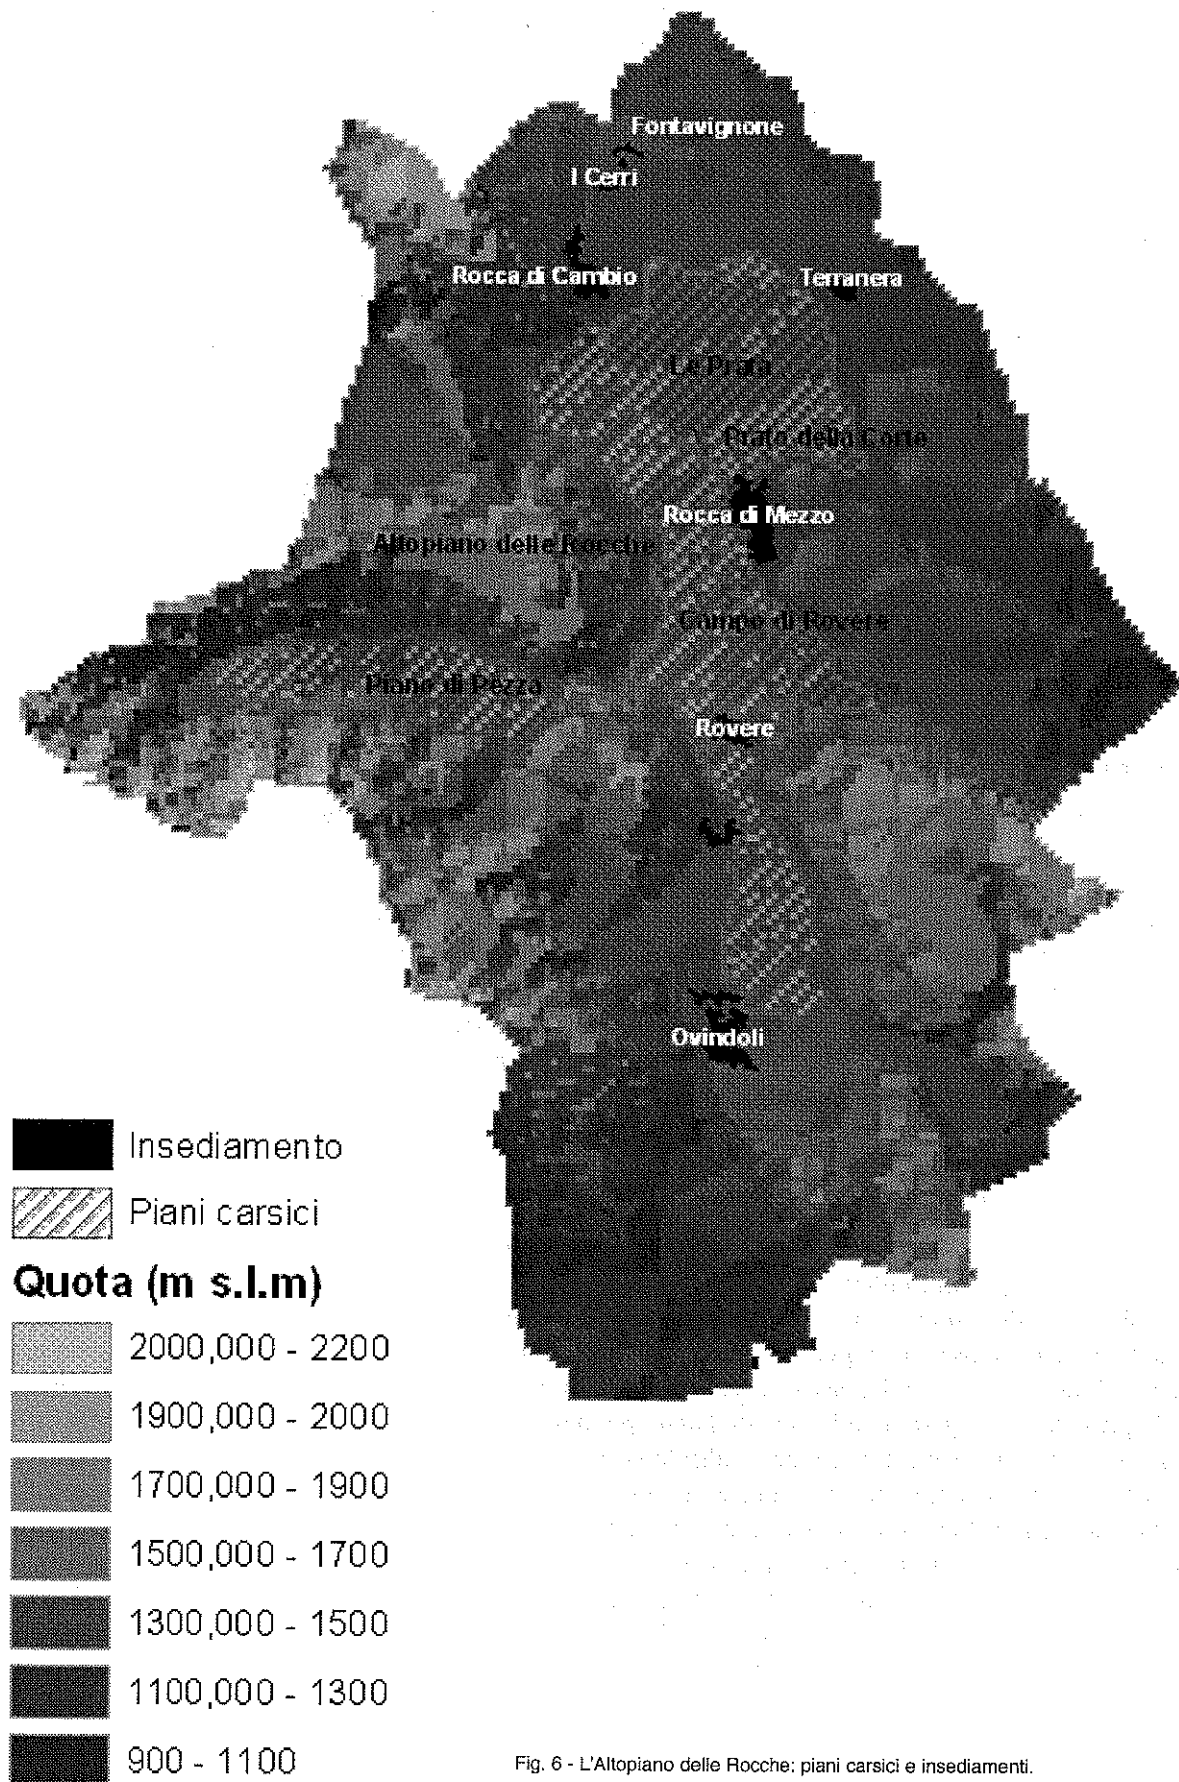 Fontavignone
I Cerri
Rocca di Cambio
Terranera
Le Prata
Prato della Corte
Rocca di Mezzo
Altopiano delle Rocche
Campo di Rovere
Piano di Pezza
Rovere
Ovindoli
Insediamento
Piani carsici
Quota (m s.l.m)
2000,000 - 2200
1900,000 - 2000
1700,000 - 1900
1500,000 - 1700
1300,000 - 1500
1100,000 - 1300
900 - 1100
Fig. 6 - L'Altopiano delle Rocche: piani carsici e insediamenti.